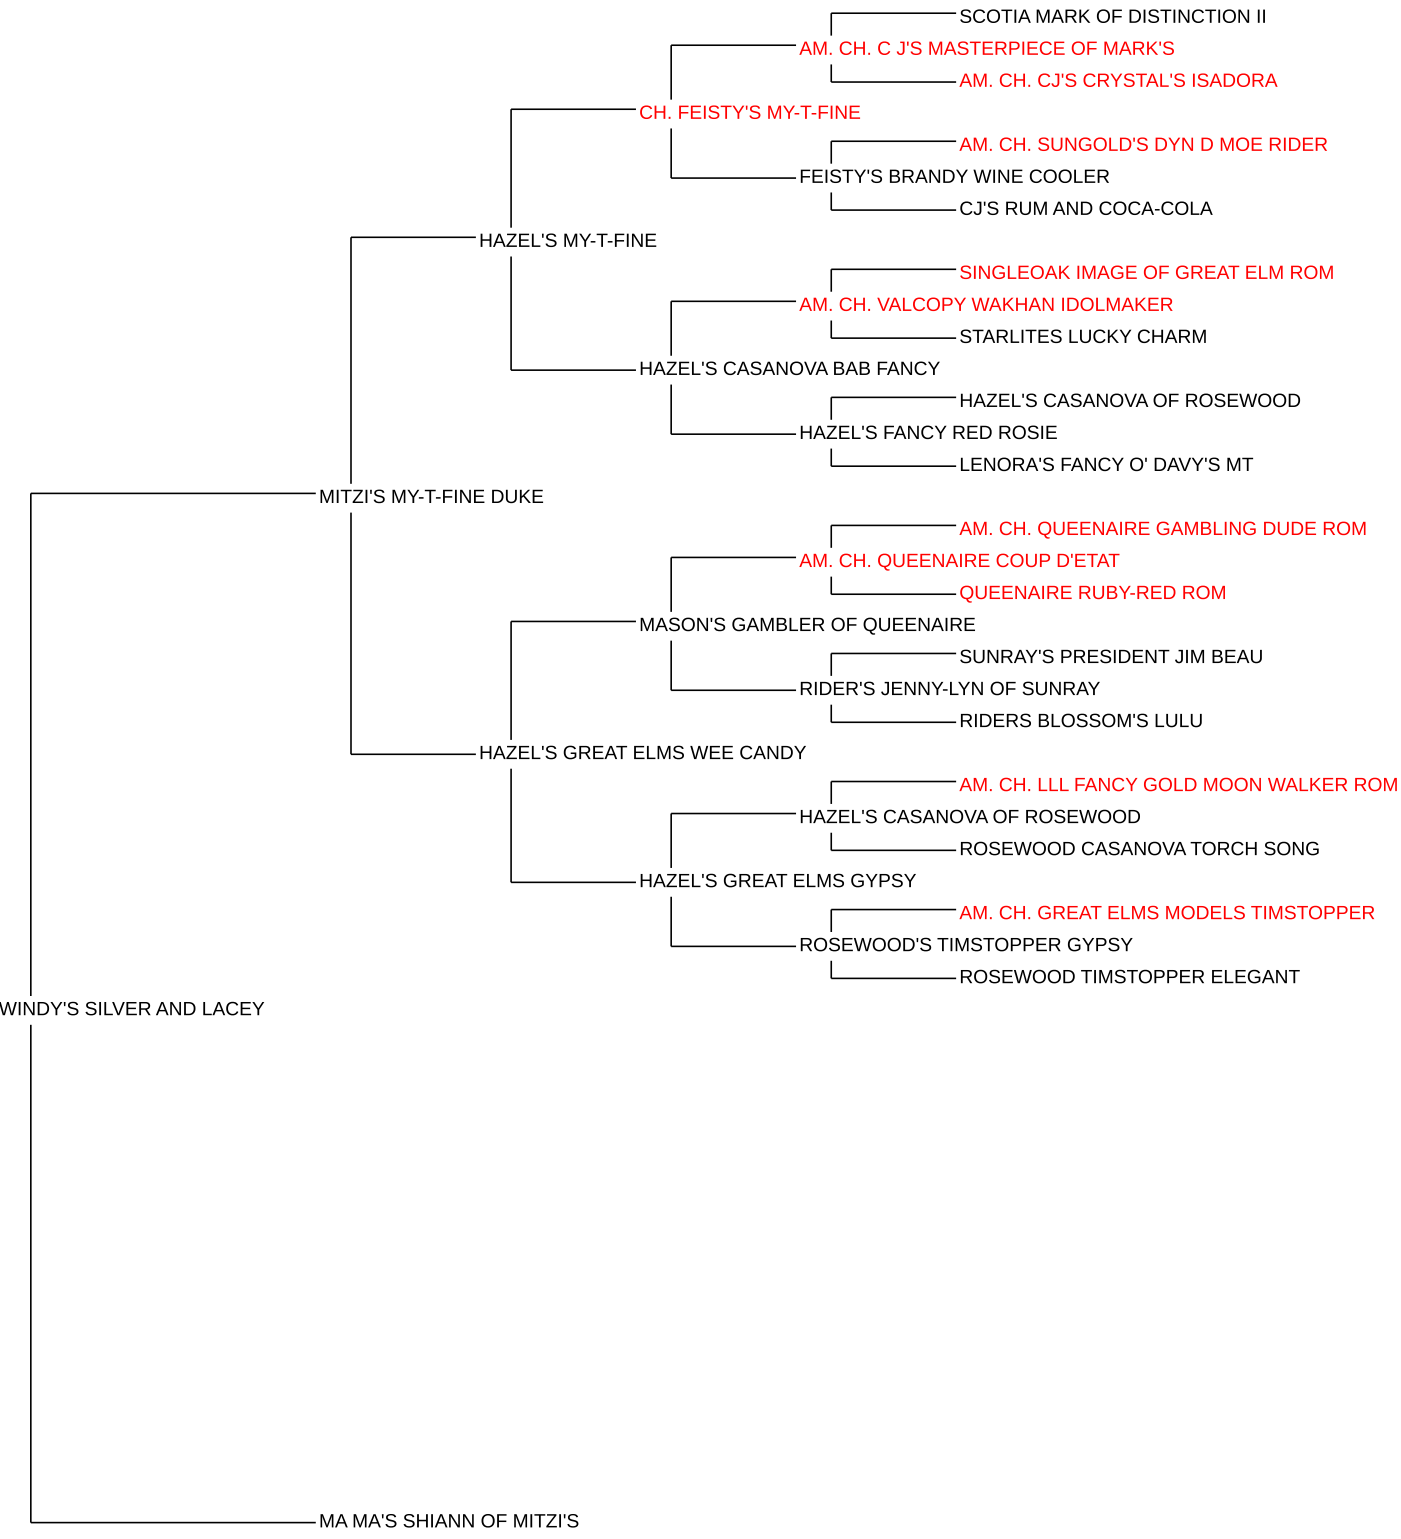 SCOTIA MARK OF DISTINCTION II
AM. CH. C J'S MASTERPIECE OF MARK'S
AM. CH. CJ'S CRYSTAL'S ISADORA
CH. FEISTY'S MY-T-FINE
AM. CH. SUNGOLD'S DYN D MOE RIDER
FEISTY'S BRANDY WINE COOLER
CJ'S RUM AND COCA-COLA
HAZEL'S MY-T-FINE
SINGLEOAK IMAGE OF GREAT ELM ROM
AM. CH. VALCOPY WAKHAN IDOLMAKER
STARLITES LUCKY CHARM
HAZEL'S CASANOVA BAB FANCY
HAZEL'S CASANOVA OF ROSEWOOD
HAZEL'S FANCY RED ROSIE
LENORA'S FANCY O' DAVY'S MT
MITZI'S MY-T-FINE DUKE
AM. CH. QUEENAIRE GAMBLING DUDE ROM
AM. CH. QUEENAIRE COUP D'ETAT
QUEENAIRE RUBY-RED ROM
MASON'S GAMBLER OF QUEENAIRE
SUNRAY'S PRESIDENT JIM BEAU
RIDER'S JENNY-LYN OF SUNRAY
RIDERS BLOSSOM'S LULU
HAZEL'S GREAT ELMS WEE CANDY
AM. CH. LLL FANCY GOLD MOON WALKER ROM
HAZEL'S CASANOVA OF ROSEWOOD
ROSEWOOD CASANOVA TORCH SONG
HAZEL'S GREAT ELMS GYPSY
AM. CH. GREAT ELMS MODELS TIMSTOPPER
ROSEWOOD'S TIMSTOPPER GYPSY
ROSEWOOD TIMSTOPPER ELEGANT
WINDY'S SILVER AND LACEY
MA MA'S SHIANN OF MITZI'S